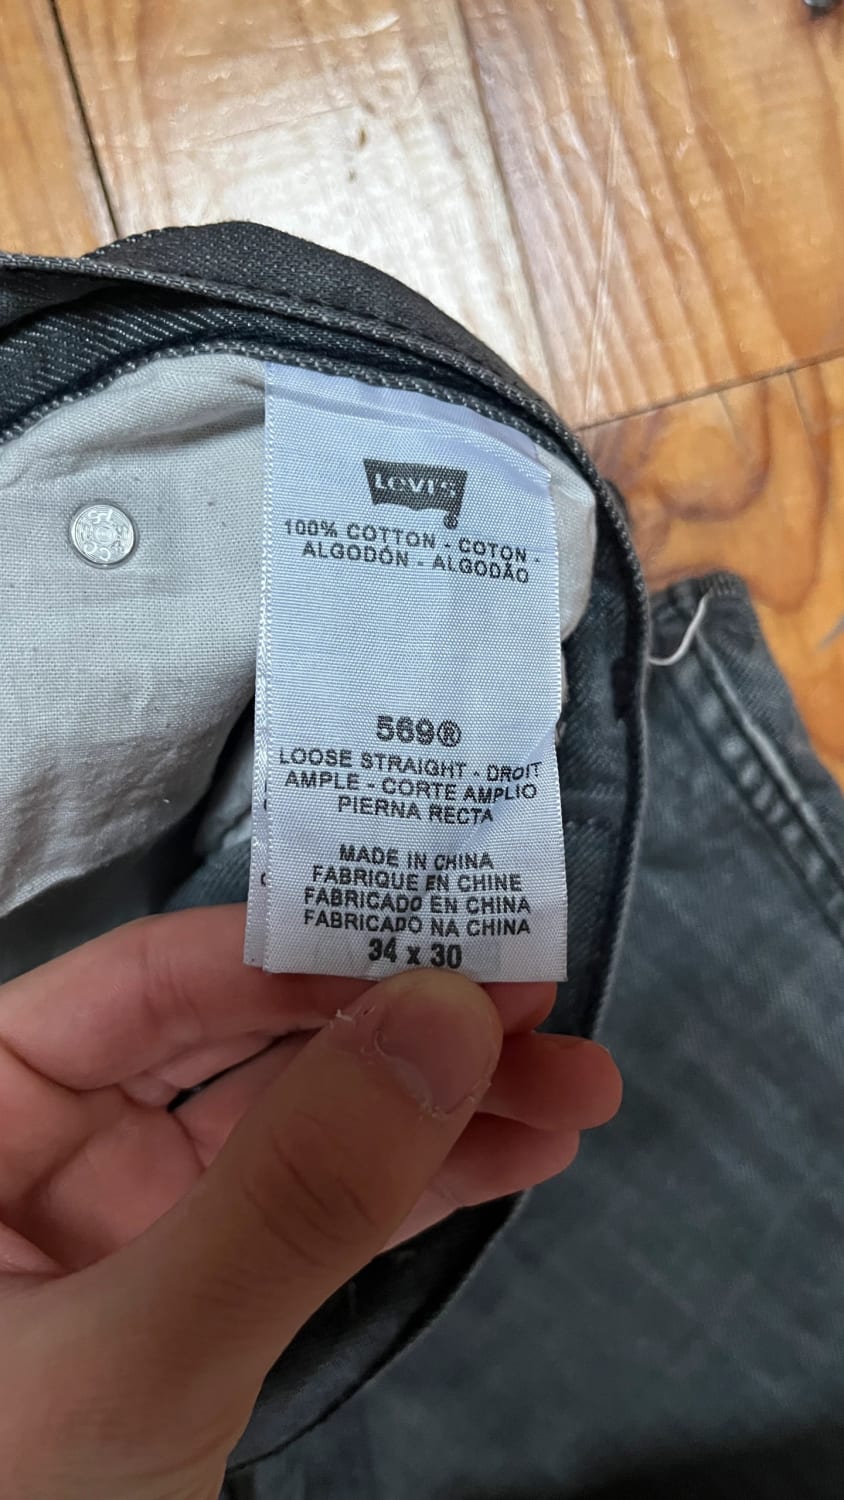 LEVI'S
®
100% COTTON - COTON -
ALGODÓN - ALGODÃO
569®
LOOSE STRAIGHT - DROIT
AMPLE - CORTE AMPLIO
PIERNA RECTA
MADE IN CHINA
FABRIQUE EN CHINE
FABRICADO EN CHINA
FABRICADO NA CHINA
34 x 30